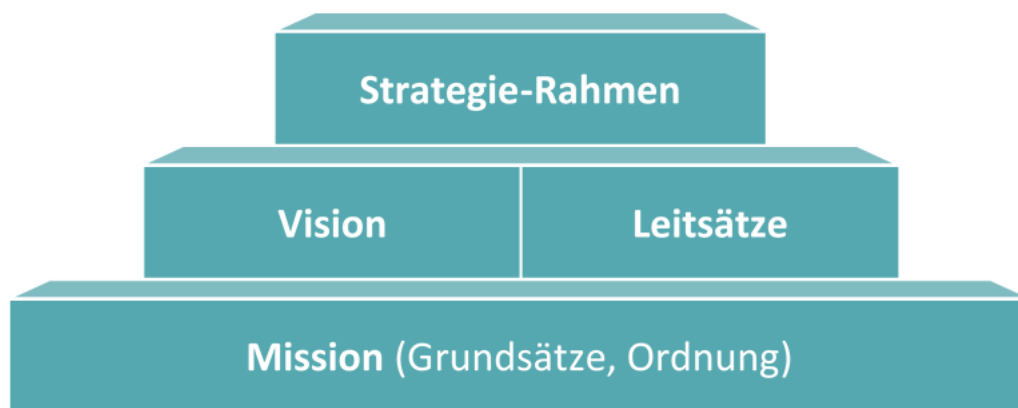 Strategie-Rahmen
Vision
Leitsätze
Mission (Grundsätze, Ordnung)